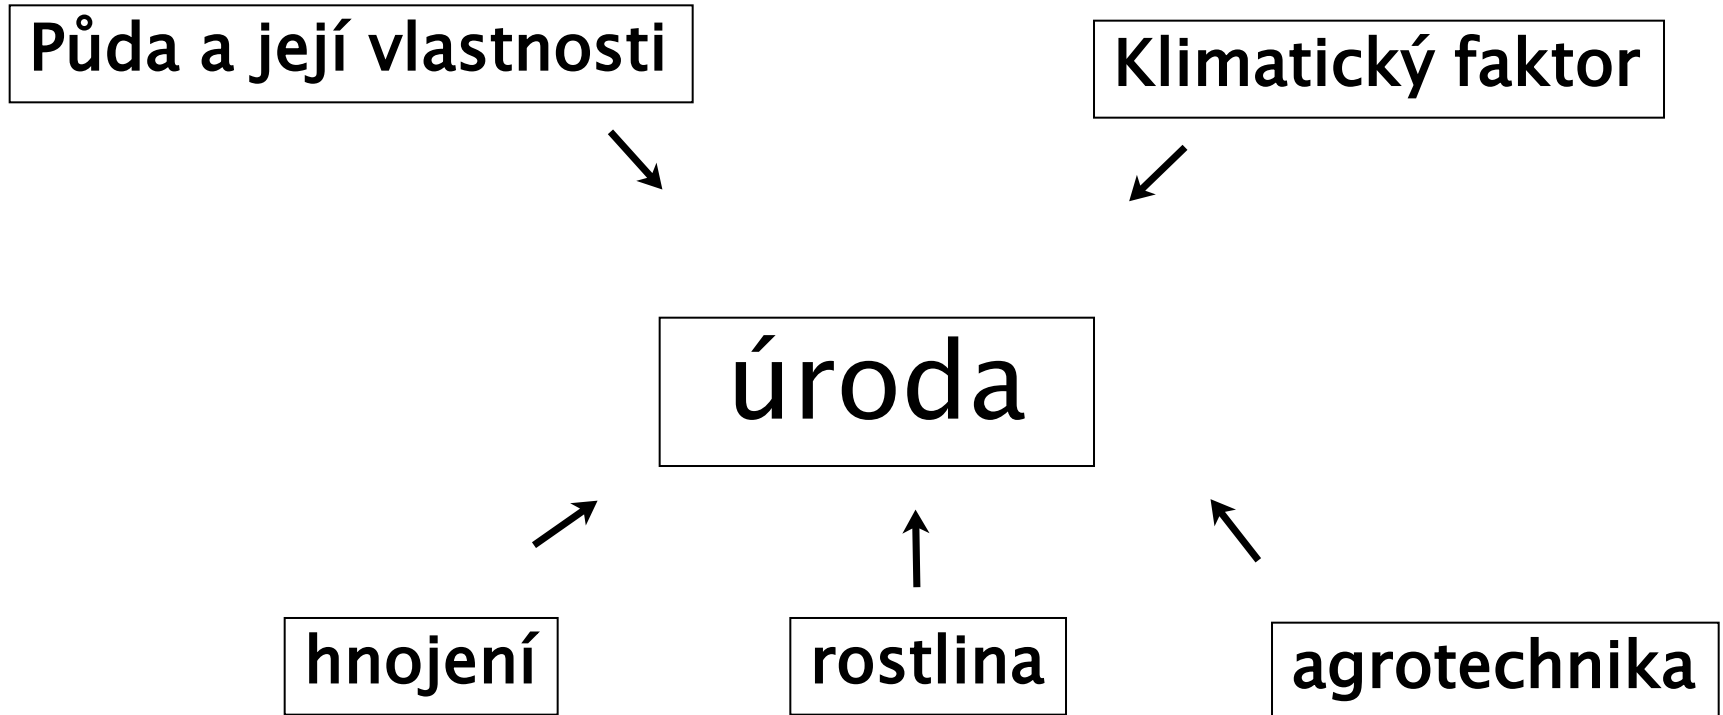 Půda a její vlastnosti
Klimatický faktor
úroda
hnojení
rostlina
agrotechnika